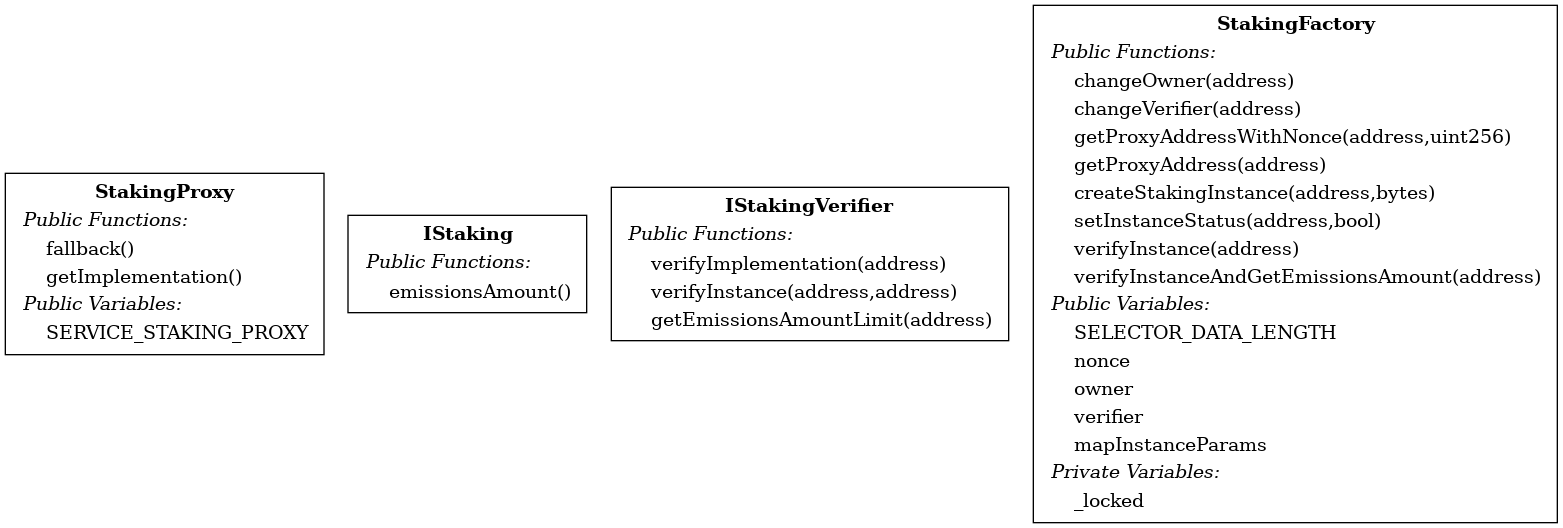 StakingProxy
Public Functions:
fallback()
getImplementation()
Public Variables:
SERVICE_STAKING_PROXY
IStaking
Public Functions:
emissionsAmount()
IStakingVerifier
Public Functions:
verifyImplementation(address)
verifyInstance(address,address)
getEmissionsAmountLimit(address)
StakingFactory
Public Functions:
changeOwner(address)
changeVerifier(address)
getProxyAddressWithNonce(address,uint256)
getProxyAddress(address)
createStakingInstance(address,bytes)
setInstanceStatus(address,bool)
verifyInstance(address)
verifyInstanceAndGetEmissionsAmount(address)
Public Variables:
SELECTOR_DATA_LENGTH
nonce
owner
verifier
mapInstanceParams
Private Variables:
_locked